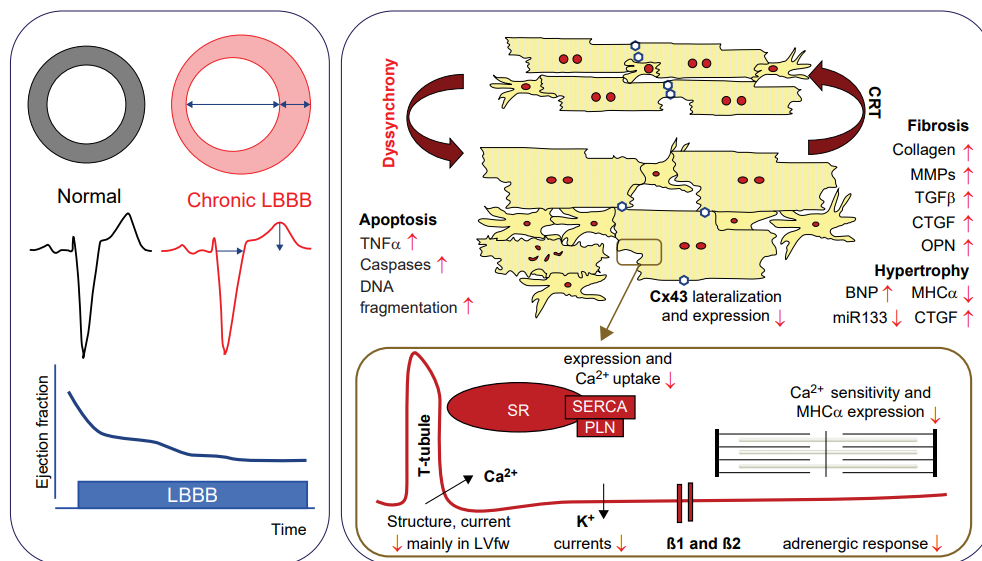 Normal
Chronic LBBB
Ejection fraction
LBBB
Time
Dyssynchrony
CRT
Apoptosis
TNFα ↑
Caspases ↑
DNA
fragmentation ↑
Fibrosis
Collagen ↑
MMPs ↑
TGFβ ↑
CTGF ↑
OPN ↑
Hypertrophy
BNP ↑ MHCα ↓
miR133 ↓ CTGF ↑
Cx43 lateralization
and expression ↓
expression and
Ca²⁺ uptake ↓
SR
SERCA
PLN
T-tubule
Ca²⁺
Ca²⁺ sensitivity and
MHCα expression ↓
Structure, current
↓ mainly in LVfw
K⁺
currents ↓
ß1 and ß2
adrenergic response ↓